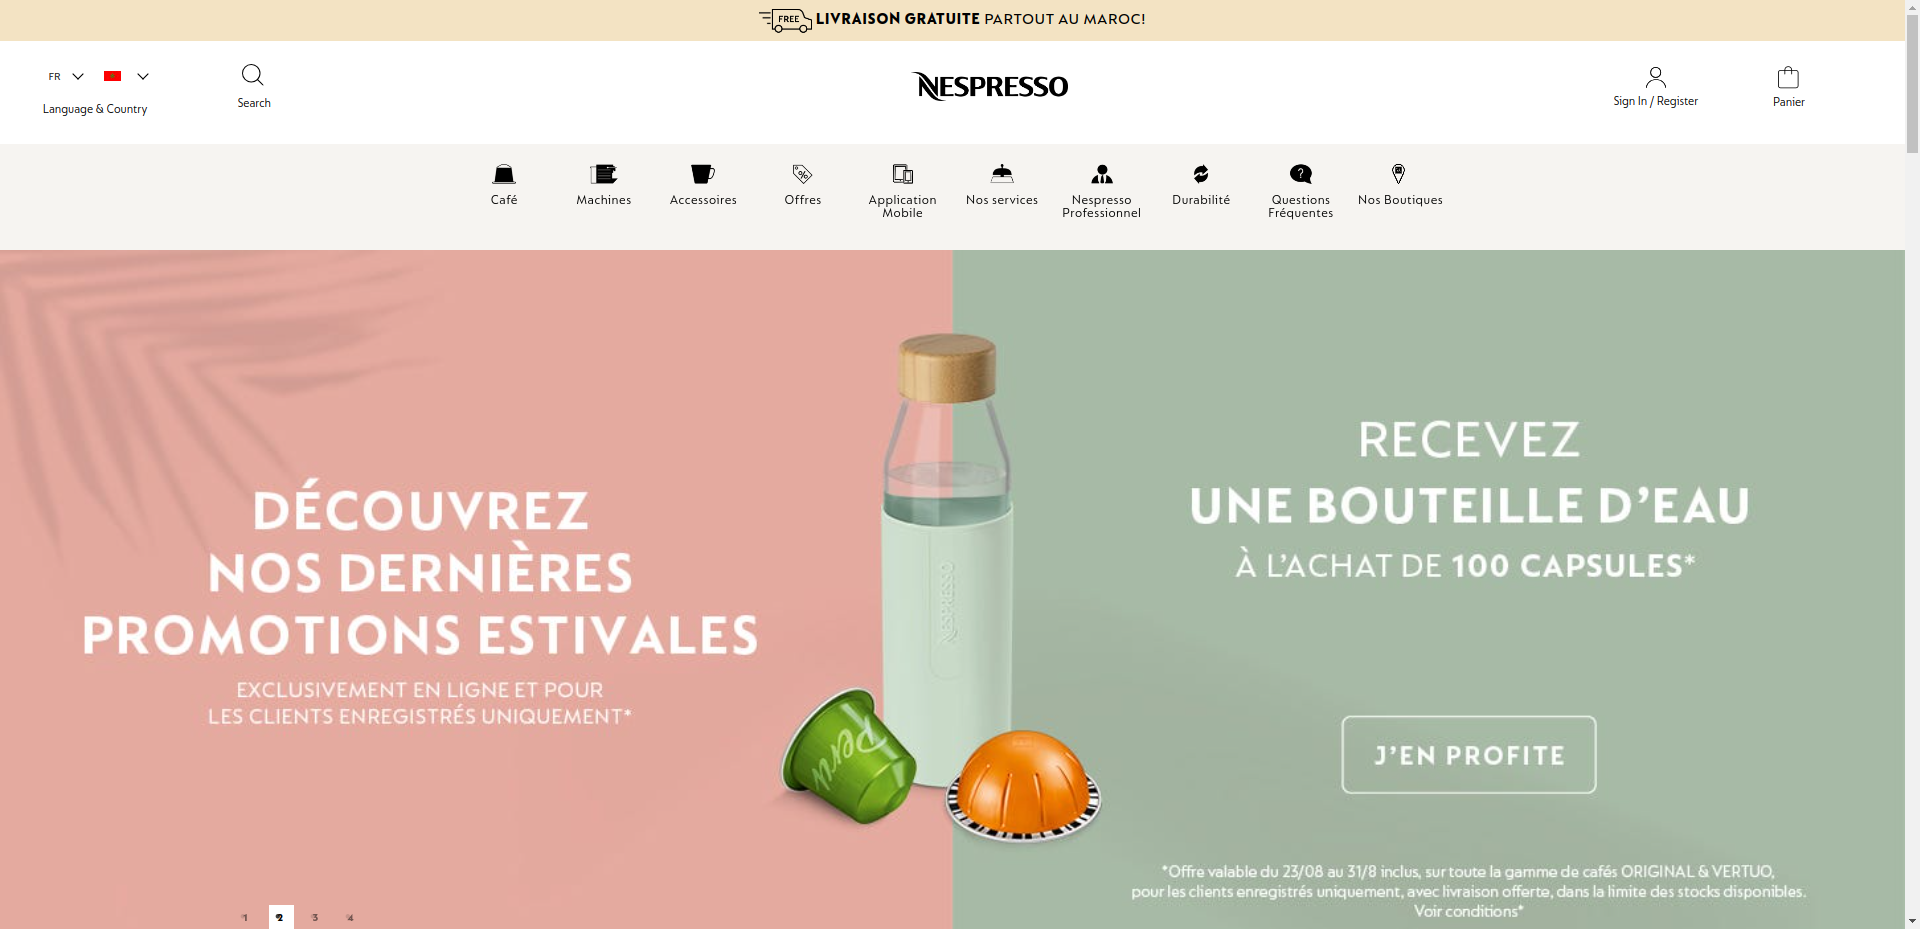 FREE LIVRAISON GRATUITE PARTOUT AU MAROC!
FR
Language & Country
Search
NESPRESSO
Sign In / Register
Panier
Café
Machines
Accessoires
Offres
Application
Mobile
Nos services
Nespresso
Professionnel
Durabilité
Questions
Fréquentes
Nos Boutiques
DÉCOUVREZ
NOS DERNIÈRES
PROMOTIONS ESTIVALES
EXCLUSIVEMENT EN LIGNE ET POUR
LES CLIENTS ENREGISTRÉS UNIQUEMENT*
NESPRESSO
Peru
RECEVEZ
UNE BOUTEILLE D'EAU
À L'ACHAT DE 100 CAPSULES*
J'EN PROFITE
*Offre valable du 23/08 au 31/8 inclus, sur toute la gamme de cafés ORIGINAL & VERTUO,
pour les clients enregistrés uniquement, avec livraison offerte, dans la limite des stocks disponibles.
Voir conditions*
1 2 3 4